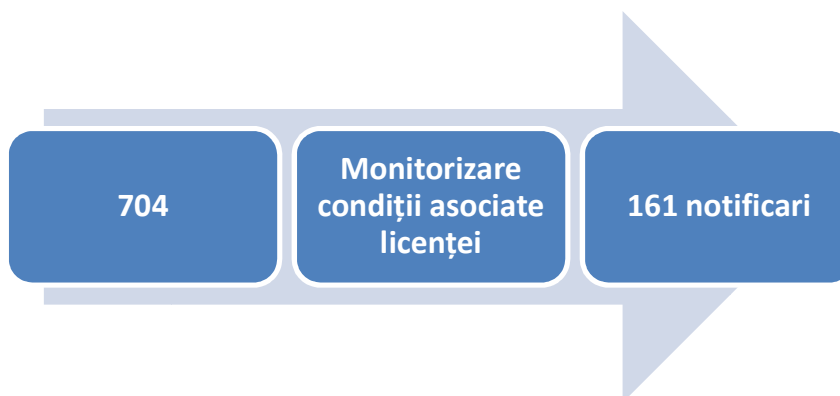 704
Monitorizare
condiții asociate
licenței
161 notificari